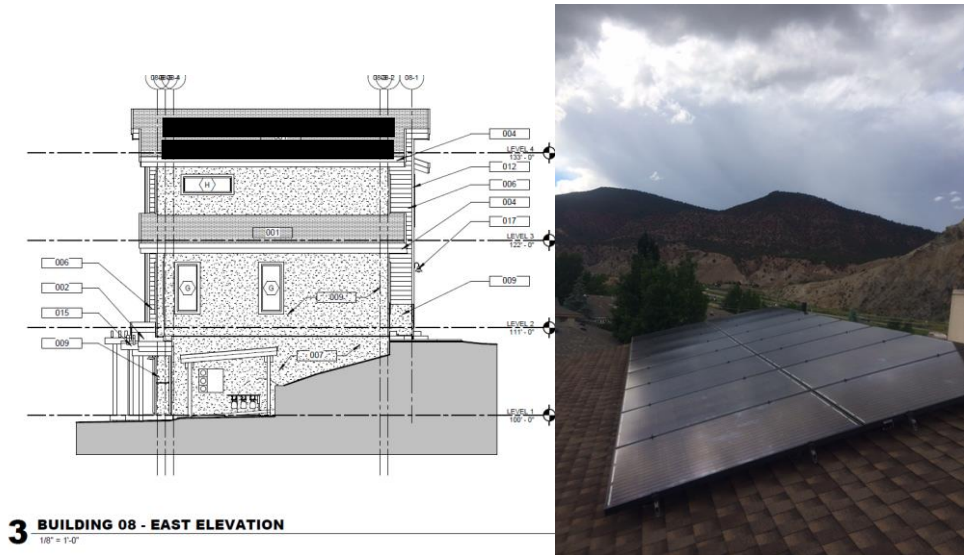 08-4
08-2 08-1
004
LEVEL 4
133' - 0"
012
006
H
004
017
001
LEVEL 3
122' - 0"
006
002
015
009
G
G
009
009
LEVEL 2
111' - 0"
007
LEVEL 1
100' - 0"
3 BUILDING 08 - EAST ELEVATION
1/8" = 1'-0"